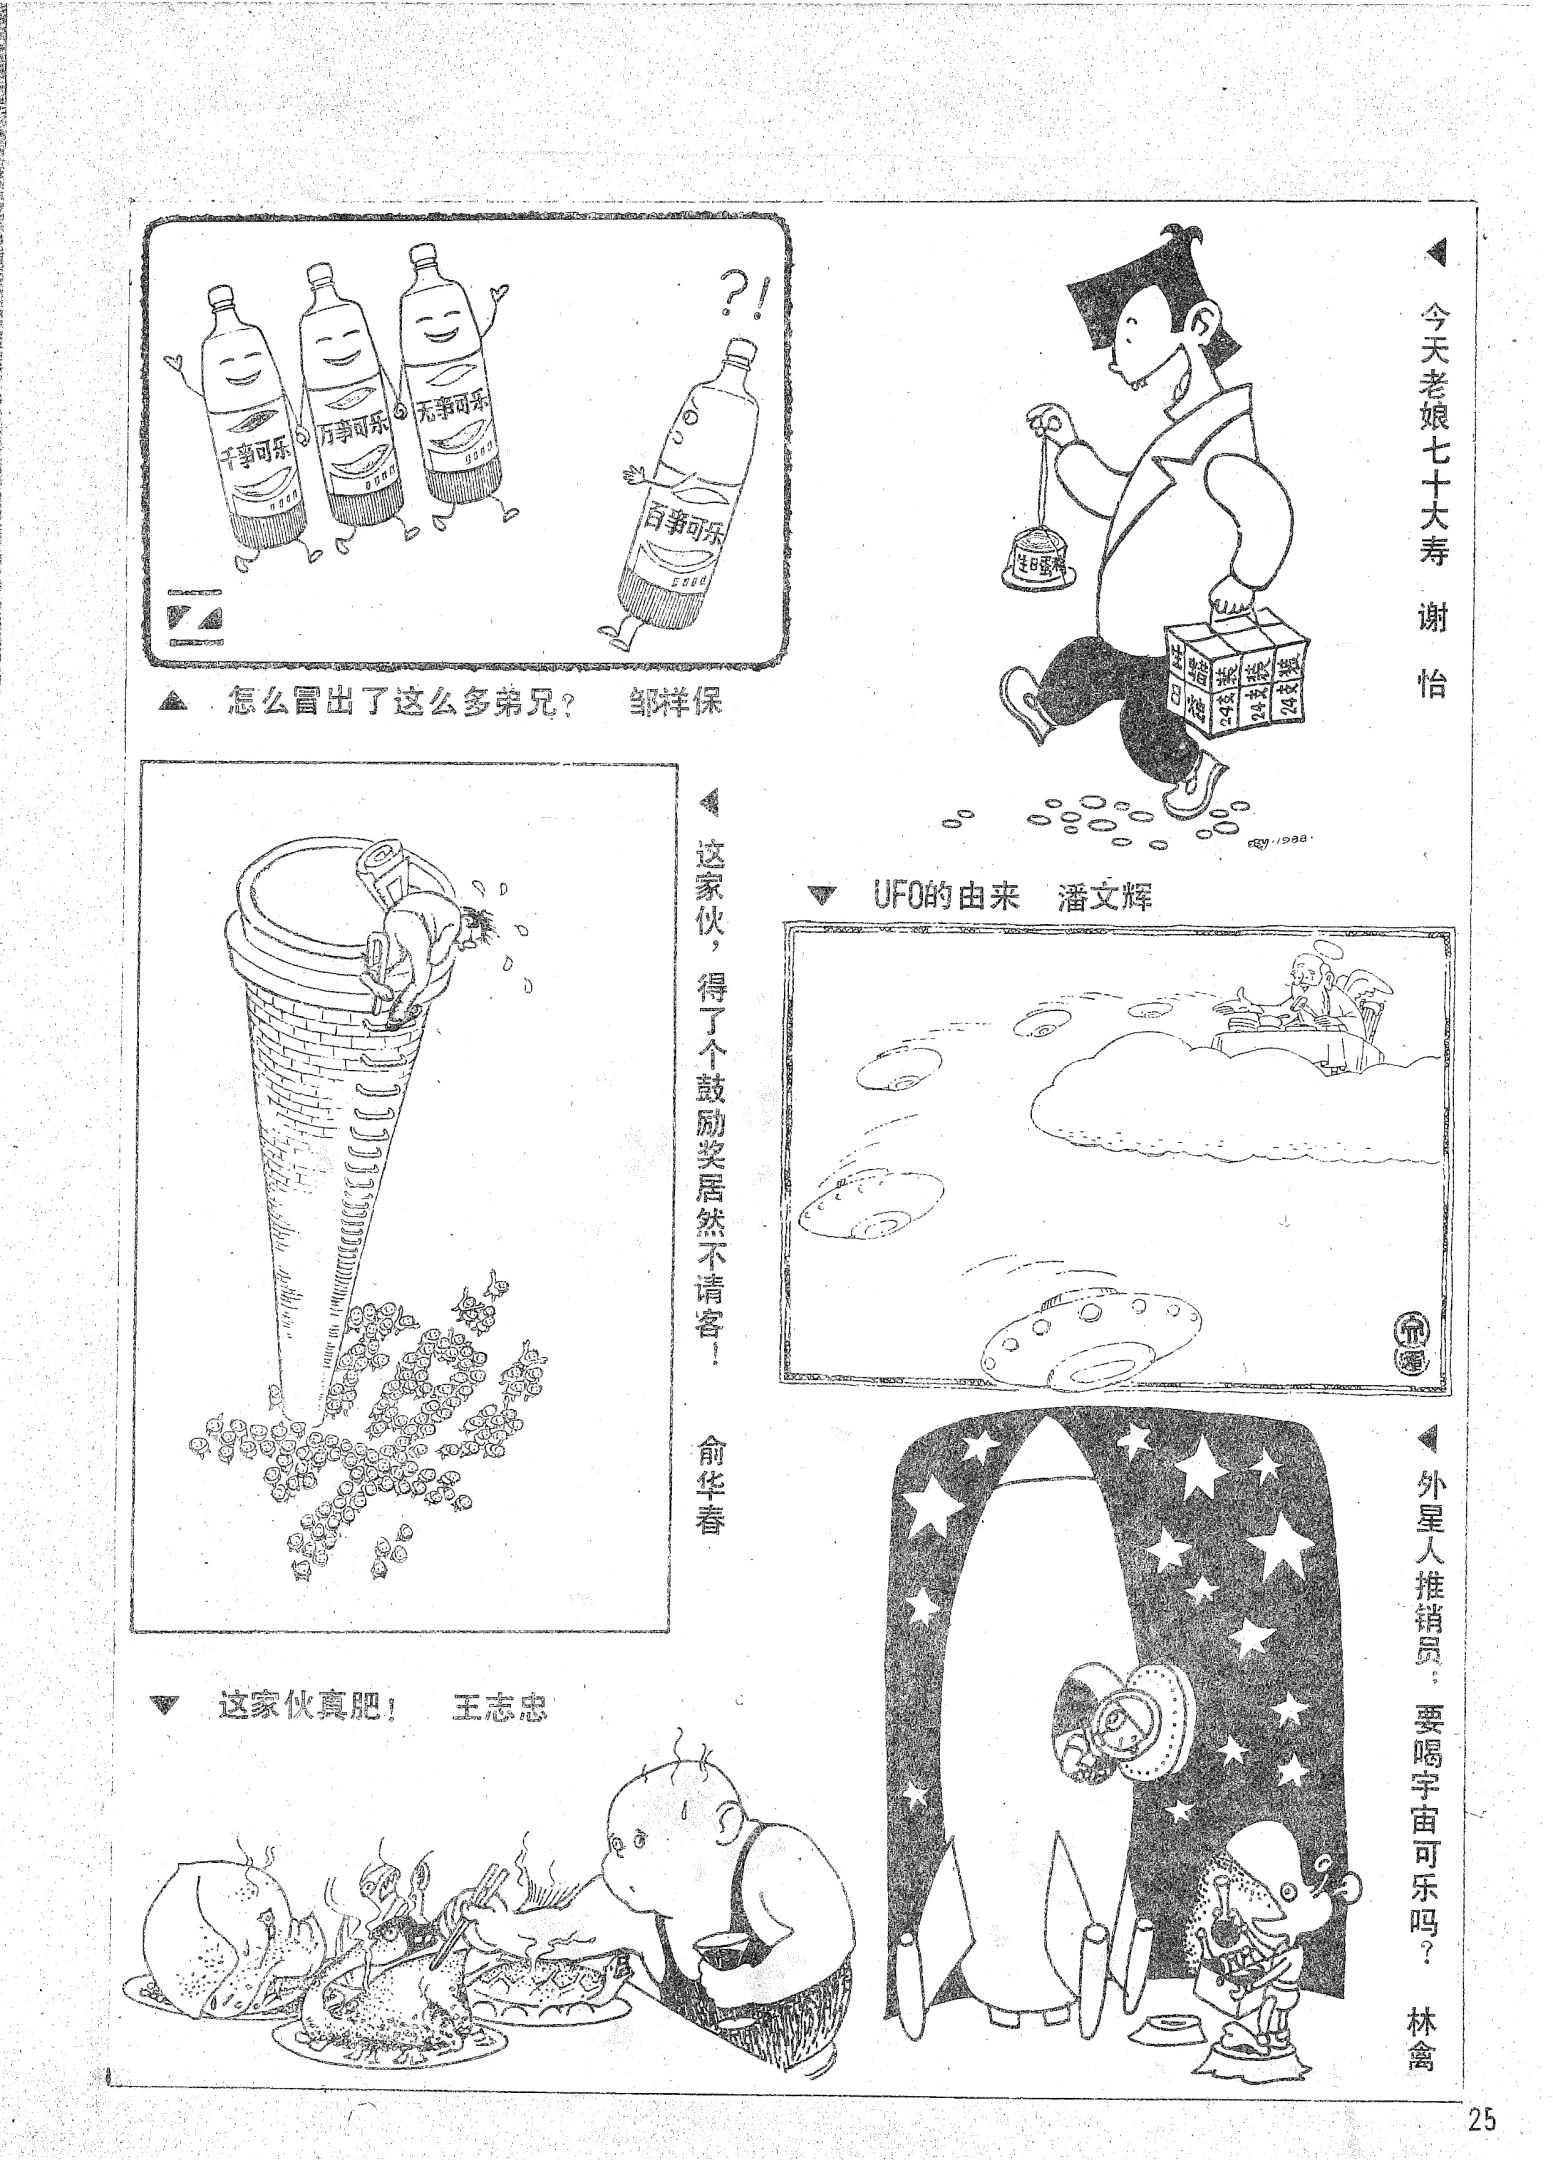 千事可乐
万事可乐
无事可乐
?!
百事可乐
▲ 怎么冒出了这么多弟兄? 邹祥保
今天老娘七十大寿 谢怡
生日蛋糕
生日
蜡烛
24支装
24支装
24支装
1988.
这家伙，得了个鼓励奖居然不请客! 俞华春
▼ UFO的由来 潘文辉
外星人推销员：要喝宇宙可乐吗? 林禽
▼ 这家伙真肥! 王志忠
25